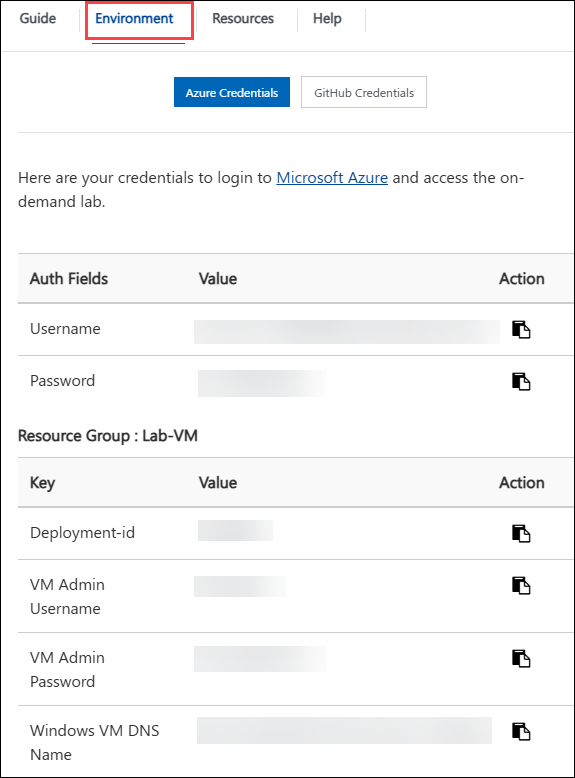 Guide Environment Resources Help
Azure Credentials GitHub Credentials
Here are your credentials to login to Microsoft Azure and access the on-
demand lab.
Auth Fields Value Action
Username
Password
Resource Group : Lab-VM
Key Value Action
Deployment-id
VM Admin
Username
VM Admin
Password
Windows VM DNS
Name